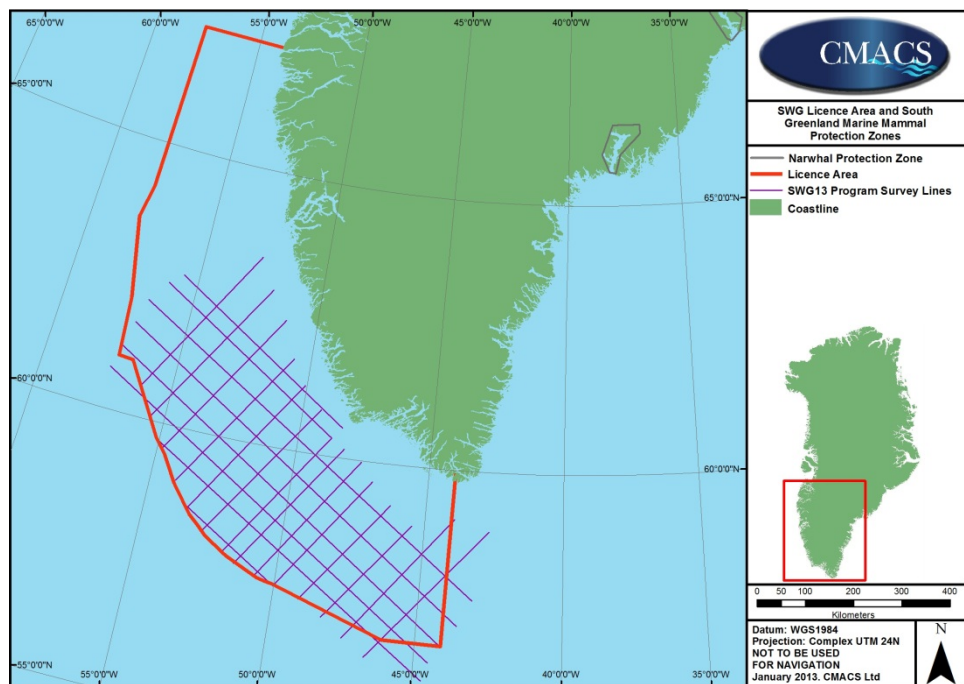 65°0'0"W
60°0'0"W
55°0'0"W
50°0'0"W
45°0'0"W
40°0'0"W
35°0'0"W
65°0'0"N
60°0'0"N
55°0'0"N
65°0'0"N
60°0'0"N
55°0'0"W
50°0'0"W
45°0'0"W
40°0'0"W
CMACS
SWG Licence Area and South
Greenland Marine Mammal
Protection Zones
Narwhal Protection Zone
Licence Area
SWG13 Program Survey Lines
Coastline
0 50 100 200 300 400
Kilometers
Datum: WGS1984
Projection: Complex UTM 24N
NOT TO BE USED
FOR NAVIGATION
January 2013. CMACS Ltd
N